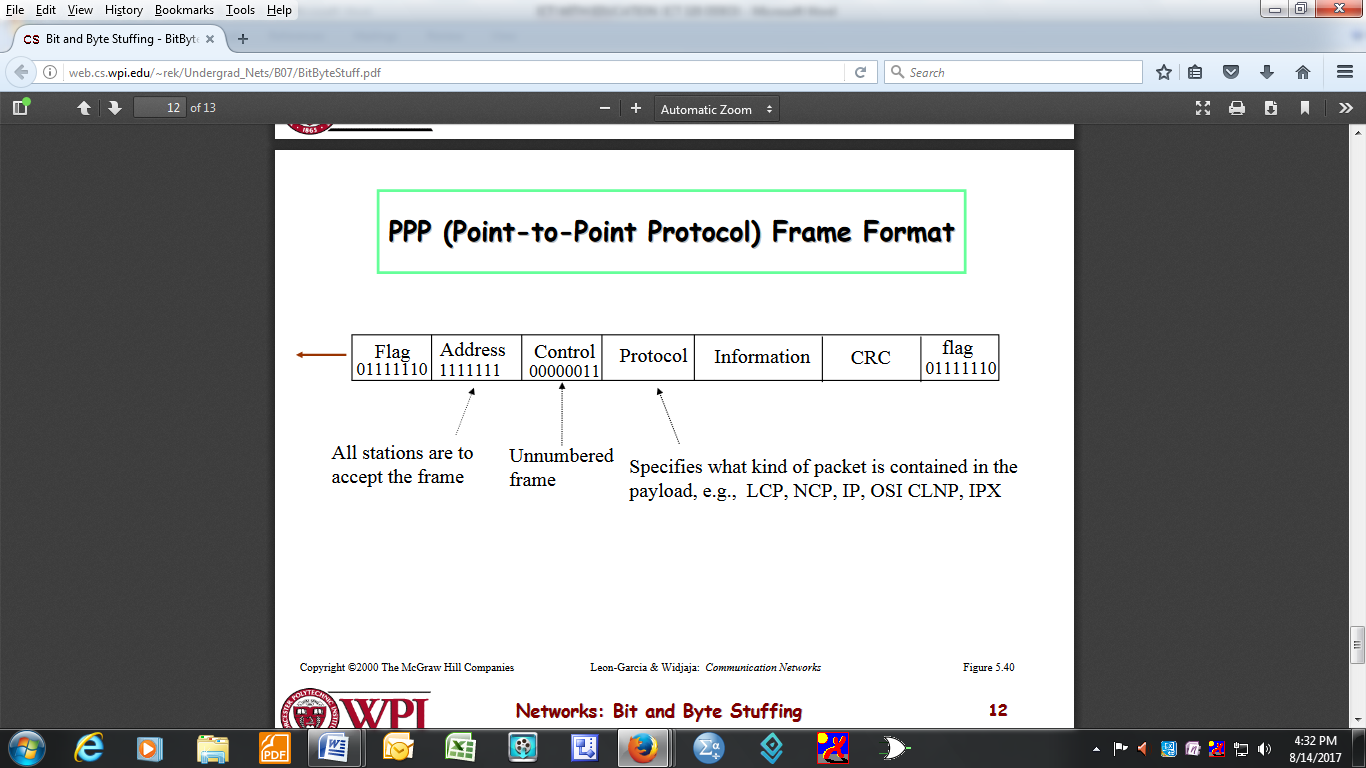 File Edit View History Bookmarks Tools Help
CS Bit and Byte Stuffing - BitByte
web.cs.wpi.edu/~rek/Undergrad_Nets/B07/BitByteStuff.pdf
Search
12 of 13
Automatic Zoom
1865
PPP (Point-to-Point Protocol) Frame Format
Flag Address Control Protocol Information CRC flag
01111110 1111111 00000011 01111110
All stations are to
accept the frame
Unnumbered
frame
Specifies what kind of packet is contained in the
payload, e.g., LCP, NCP, IP, OSI CLNP, IPX
Copyright ©2000 The McGraw Hill Companies Leon-Garcia & Widjaja: Communication Networks Figure 5.40
WPI Networks: Bit and Byte Stuffing 12
4:32 PM
8/14/2017